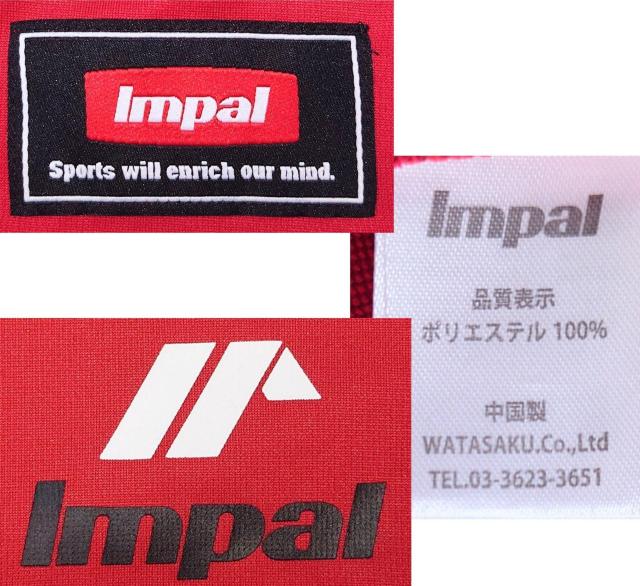 Impal
Sports will enrich our mind.
Impal
品質表示
ポリエステル 100%
中国製
WATASAKU.Co.,Ltd
TEL.03-3623-3651
Impal